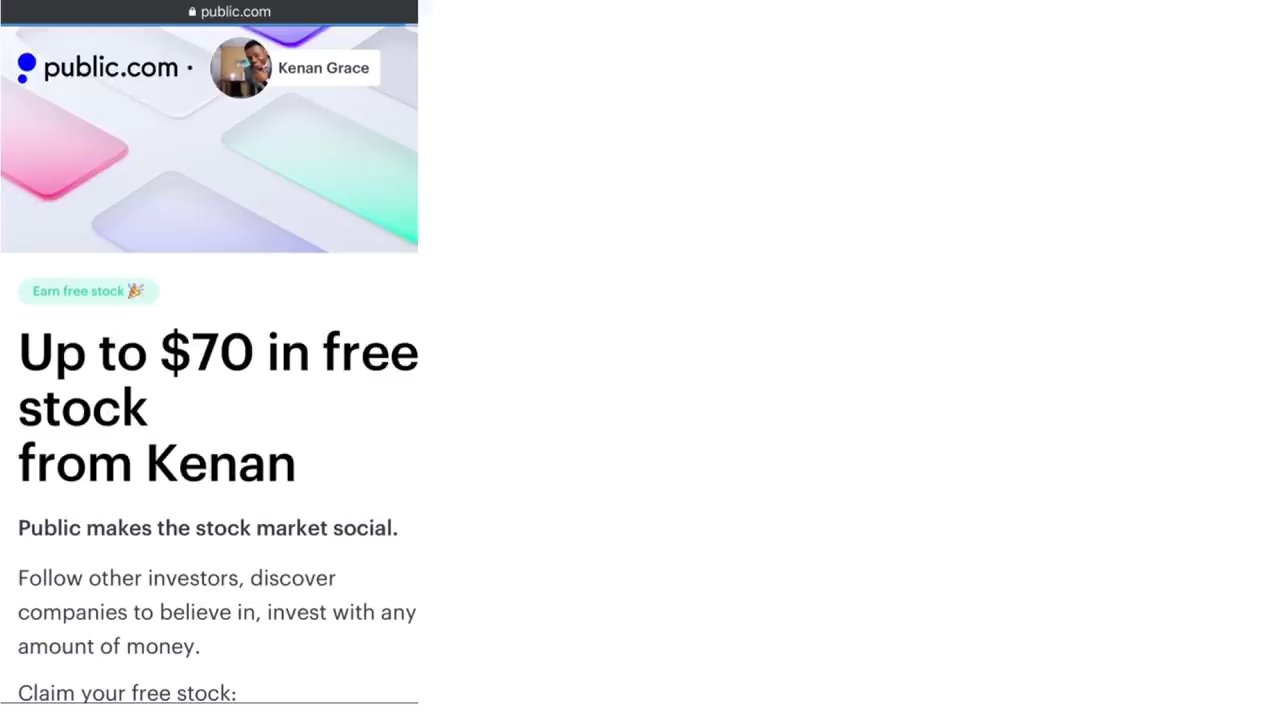 public.com
public.com · Kenan Grace
Earn free stock 🎉
Up to $70 in free
stock
from Kenan
Public makes the stock market social.
Follow other investors, discover
companies to believe in, invest with any
amount of money.
Claim your free stock: